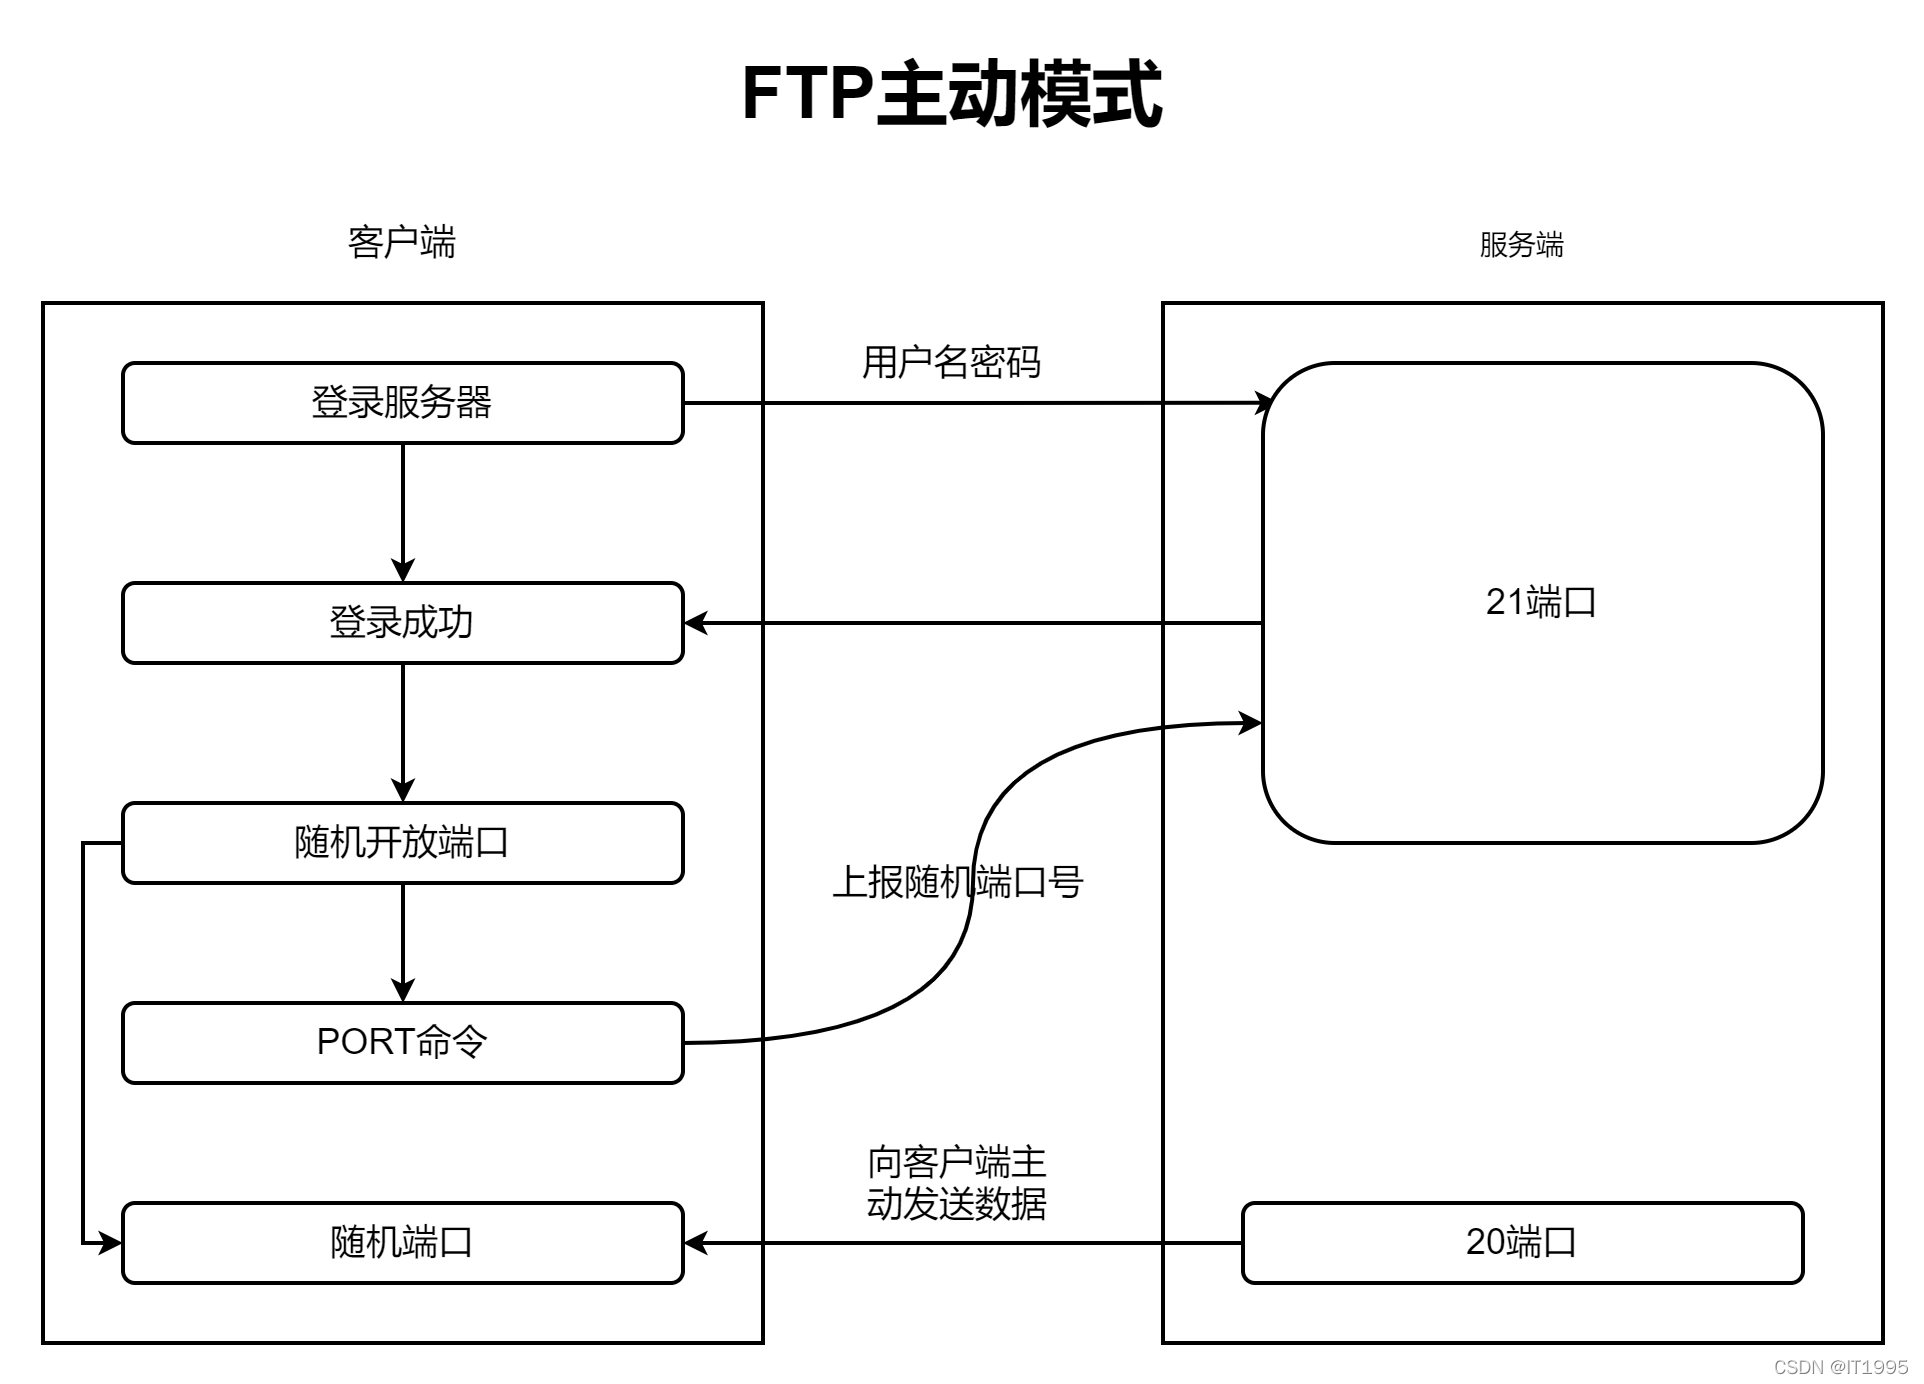 FTP主动模式
客户端
服务端
用户名密码
登录服务器
登录成功
21端口
随机开放端口
上报随机端口号
PORT命令
向客户端主
动发送数据
随机端口
20端口
CSDN @IT1995